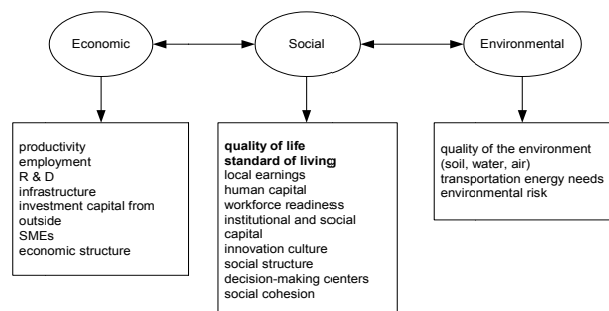 Economic
Social
Environmental
productivity
employment
R & D
infrastructure
investment capital from
outside
SMEs
economic structure
quality of life
standard of living
local earnings
human capital
workforce readiness
institutional and social
capital
innovation culture
social structure
decision-making centers
social cohesion
quality of the environment
(soil, water, air)
transportation energy needs
environmental risk